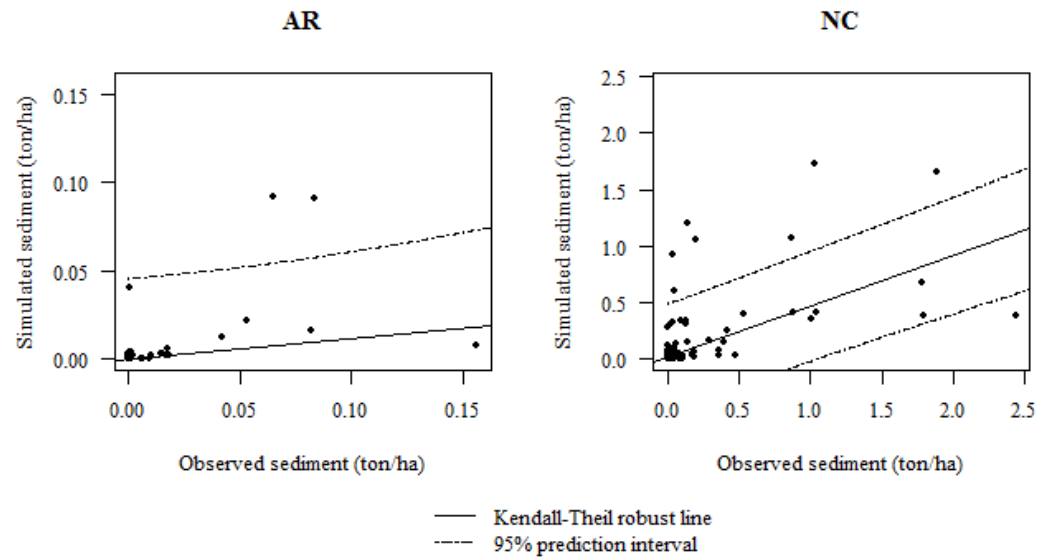 AR
NC
Simulated sediment (ton/ha)
0.15
0.10
0.05
0.00
0.00 0.05 0.10 0.15
Observed sediment (ton/ha)
Simulated sediment (ton/ha)
2.5
2.0
1.5
1.0
0.5
0.0
0.0 0.5 1.0 1.5 2.0 2.5
Observed sediment (ton/ha)
Kendall-Theil robust line
95% prediction interval